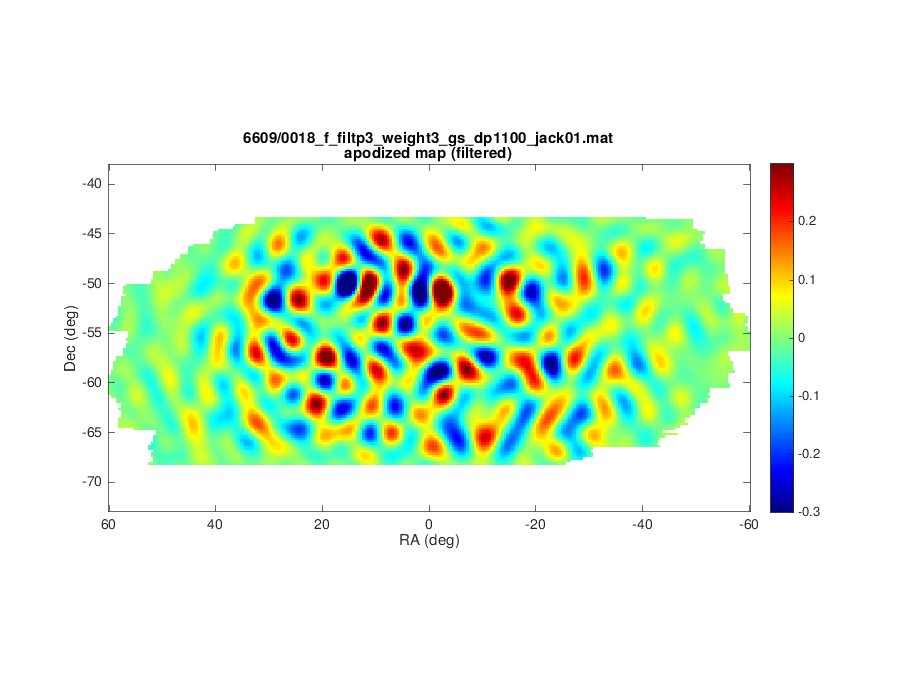 6609/0018_f_filtp3_weight3_gs_dp1100_jack01.mat
apodized map (filtered)
-40
-45
-50
-55
-60
-65
-70
Dec (deg)
60 40 20 0 -20 -40 -60
RA (deg)
0.2
0.1
0
-0.1
-0.2
-0.3